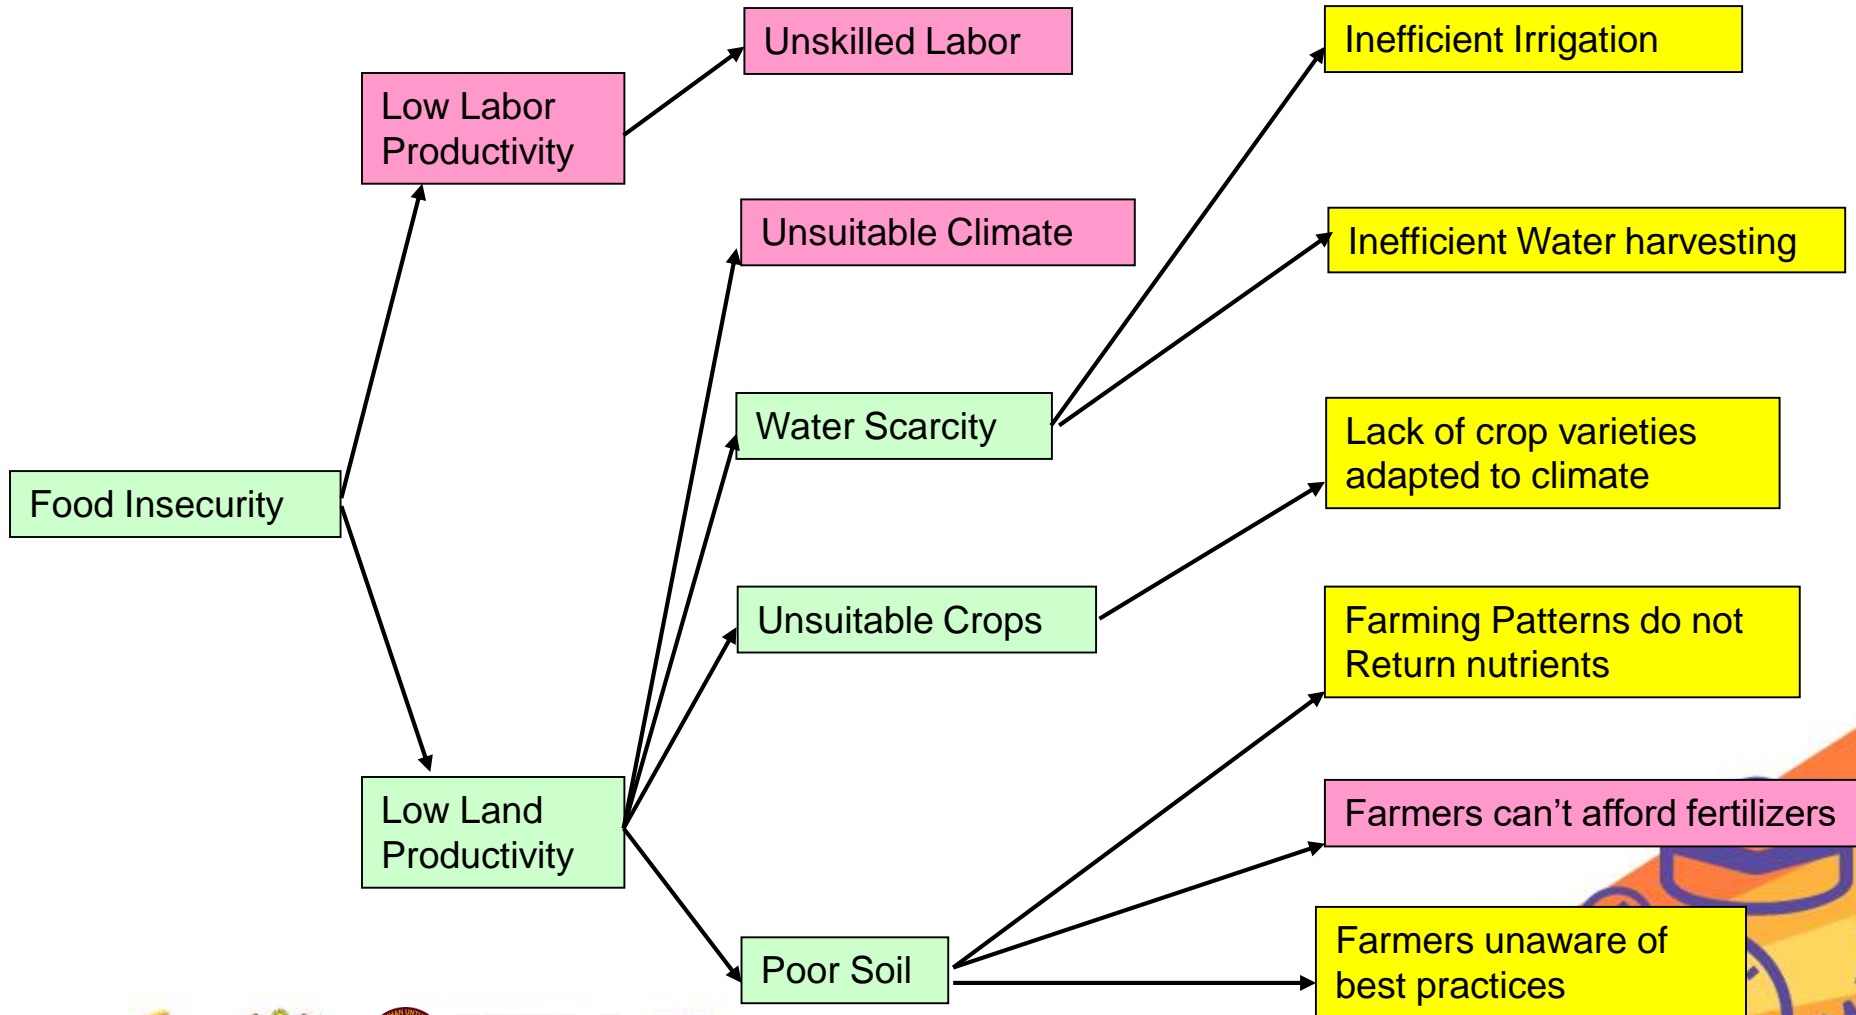 Unskilled Labor
Inefficient Irrigation
Low Labor
Productivity
Unsuitable Climate
Inefficient Water harvesting
Water Scarcity
Lack of crop varieties
adapted to climate
Food Insecurity
Unsuitable Crops
Farming Patterns do not
Return nutrients
Low Land
Productivity
Farmers can’t afford fertilizers
Poor Soil
Farmers unaware of
best practices